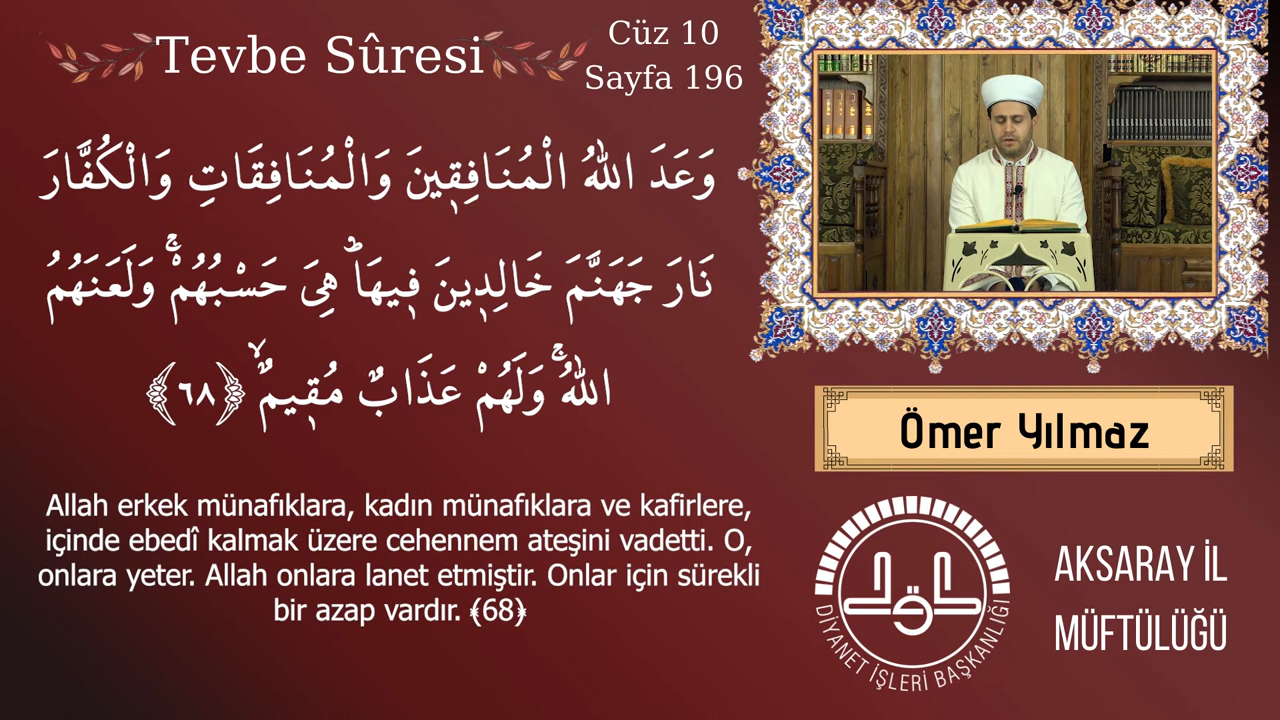 Tevbe Sûresi
Cüz 10
Sayfa 196
وَعَدَ اللّٰهُ الْمُنَافِق۪ينَ وَالْمُنَافِقَاتِ وَالْكُفَّارَ
نَارَ جَهَنَّمَ خَالِد۪ينَ ف۪يهَاۜ هِيَ حَسْبُهُمْۚ وَلَعَنَهُمُ
اللّٰهُۚ وَلَهُمْ عَذَابٌ مُق۪يمٌۙ ﴿٦٨﴾
Allah erkek münafıklara, kadın münafıklara ve kafirlere,
içinde ebedî kalmak üzere cehennem ateşini vadetti. O,
onlara yeter. Allah onlara lanet etmiştir. Onlar için sürekli
bir azap vardır. ﴾68﴿
Ömer Yılmaz
DİYANET İŞLERİ BAŞKANLIĞI
AKSARAY İL
MÜFTÜLÜĞÜ